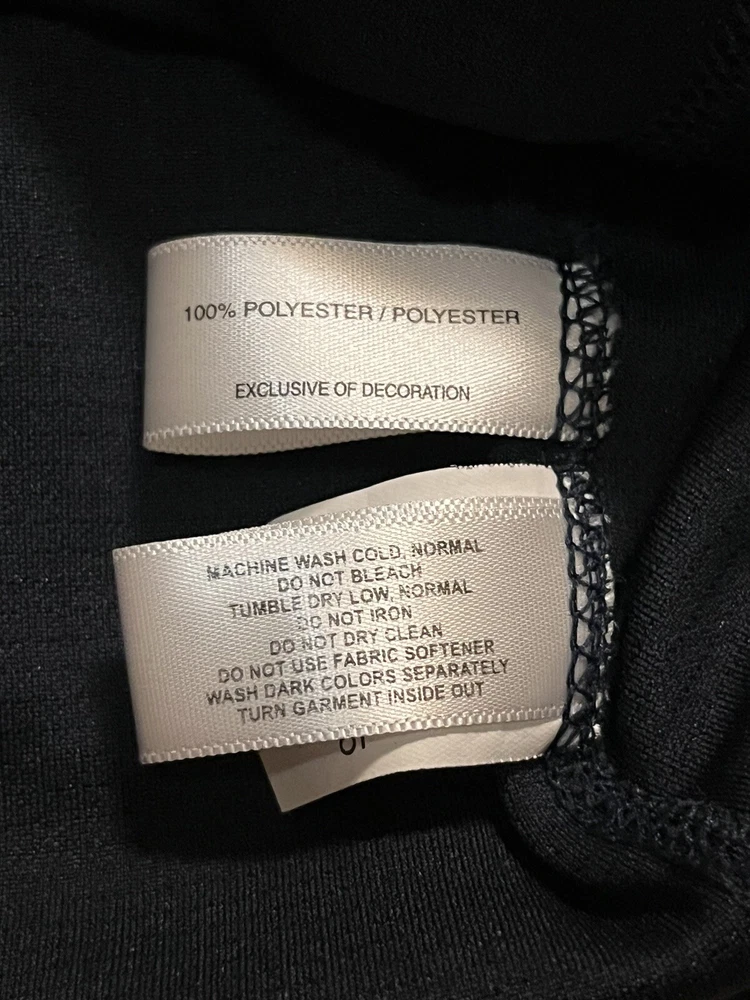 100% POLYESTER / POLYESTER
EXCLUSIVE OF DECORATION
MACHINE WASH COLD, NORMAL
DO NOT BLEACH
TUMBLE DRY LOW, NORMAL
DO NOT IRON
DO NOT DRY CLEAN
DO NOT USE FABRIC SOFTENER
WASH DARK COLORS SEPARATELY
TURN GARMENT INSIDE OUT